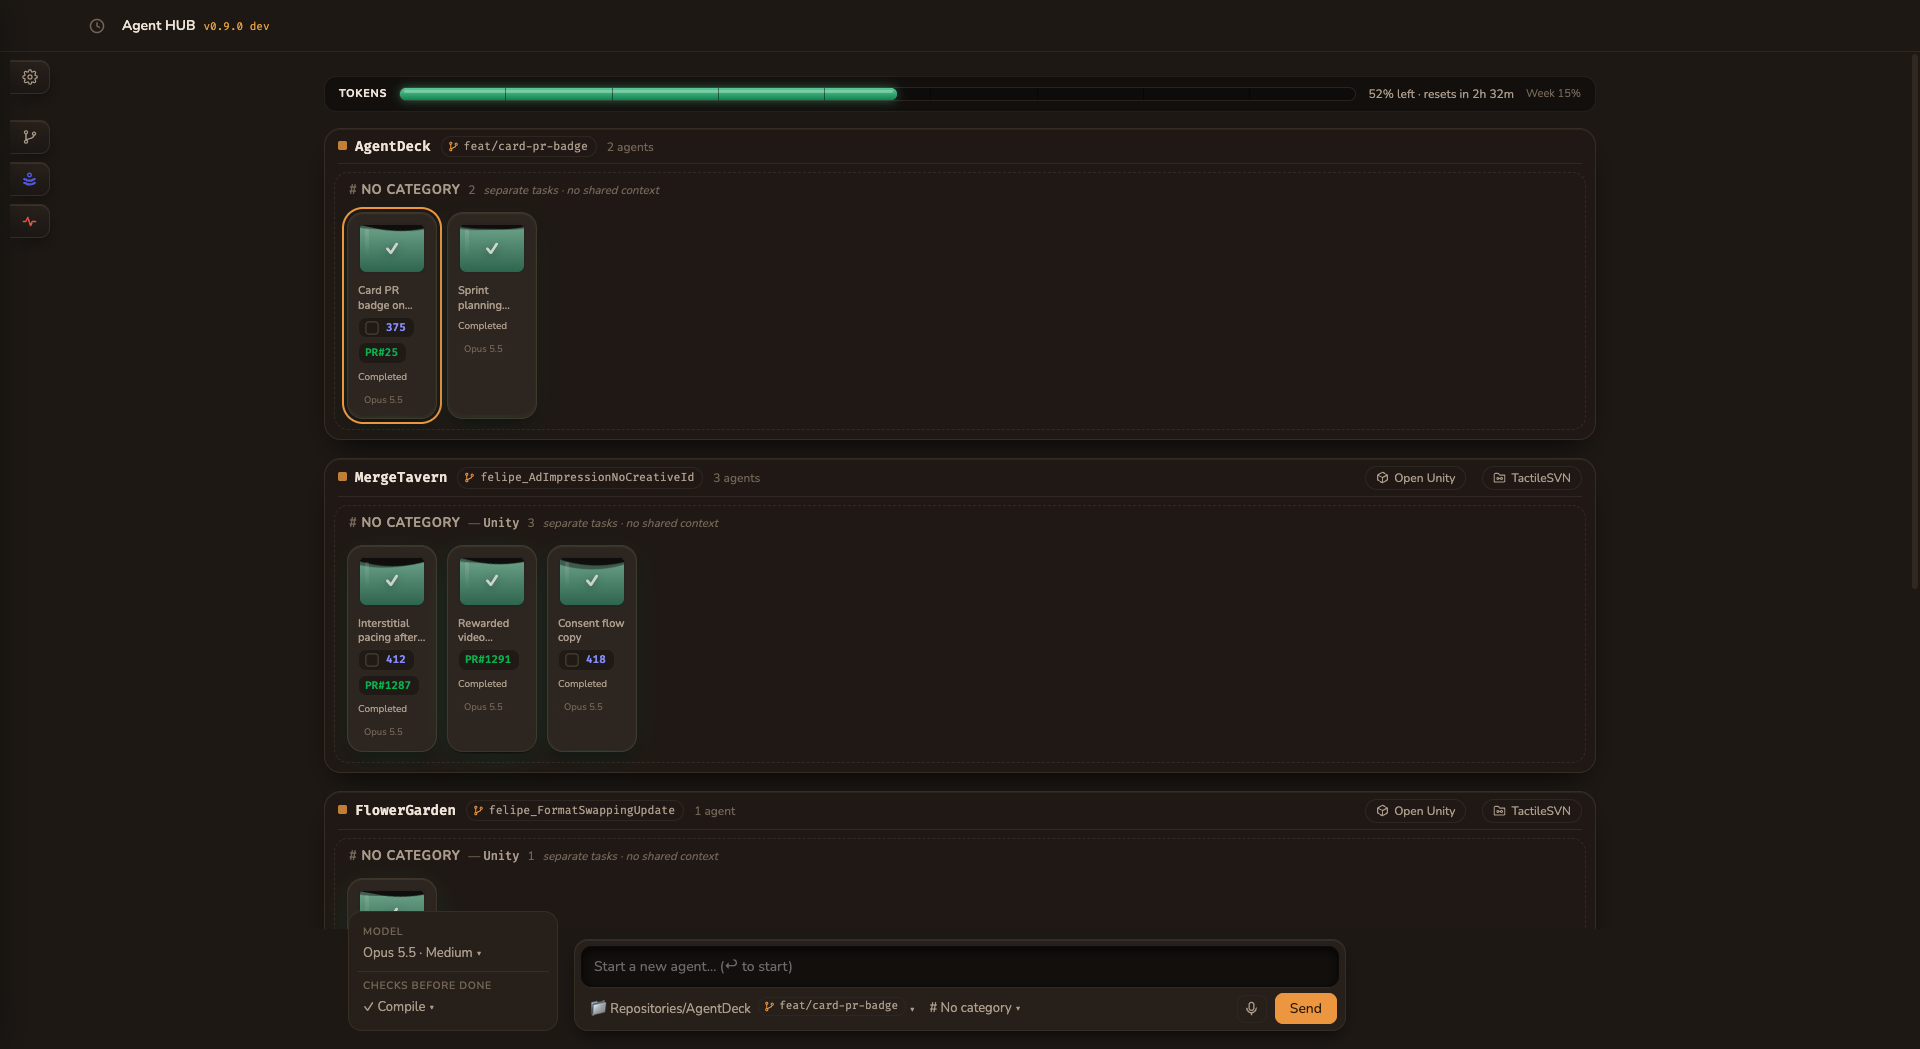 Agent HUB v0.9.0 dev
TOKENS 52% left · resets in 2h 32m Week 15%
AgentDeck feat/card-pr-badge 2 agents
# NO CATEGORY 2 separate tasks · no shared context
Card PR
badge on...
375
PR#25
Completed
Opus 5.5
Sprint
planning...
Completed
Opus 5.5
MergeTavern felipe_AdImpressionNoCreativeId 3 agents Open Unity TactileSVN
# NO CATEGORY — Unity 3 separate tasks · no shared context
Interstitial
pacing after...
412
PR#1287
Completed
Opus 5.5
Rewarded
video...
PR#1291
Completed
Opus 5.5
Consent flow
copy
418
Completed
Opus 5.5
FlowerGarden felipe_FormatSwappingUpdate 1 agent Open Unity TactileSVN
# NO CATEGORY — Unity 1 separate tasks · no shared context
MODEL
Opus 5.5 · Medium ▾
CHECKS BEFORE DONE
✓ Compile ▾
Start a new agent... (↩ to start)
Repositories/AgentDeck feat/card-pr-badge ▾ # No category ▾ Send